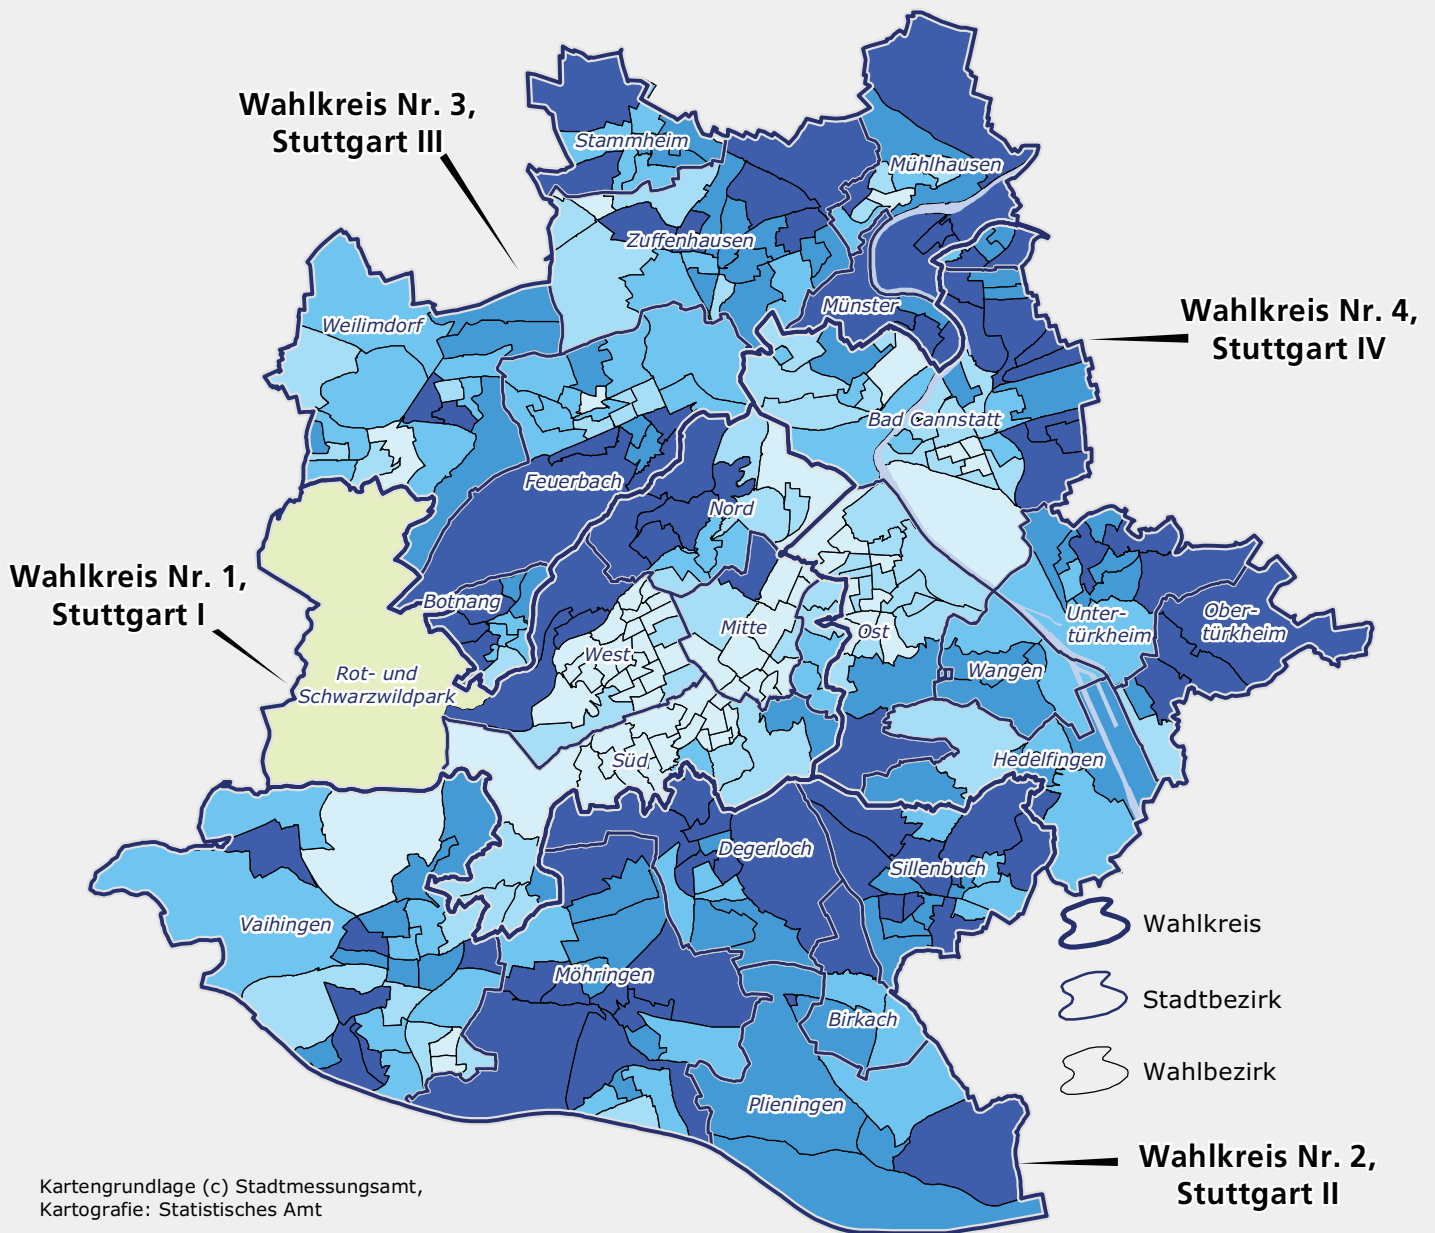 Wahlkreis Nr. 3,
Stuttgart III
Stammheim
Mühlhausen
Zuffenhausen
Münster
Weilimdorf
Wahlkreis Nr. 4,
Stuttgart IV
Bad Cannstatt
Feuerbach
Nord
Wahlkreis Nr. 1,
Stuttgart I
Botnang
Mitte
Ost
Unter-
türkheim
Ober-
türkheim
West
Wangen
Rot- und
Schwarzwildpark
Süd
Hedelfingen
Degerloch
Sillenbuch
Vaihingen
Möhringen
Birkach
Plieningen
Wahlkreis
Stadtbezirk
Wahlbezirk
Wahlkreis Nr. 2,
Stuttgart II
Kartengrundlage (c) Stadtmessungsamt,
Kartografie: Statistisches Amt